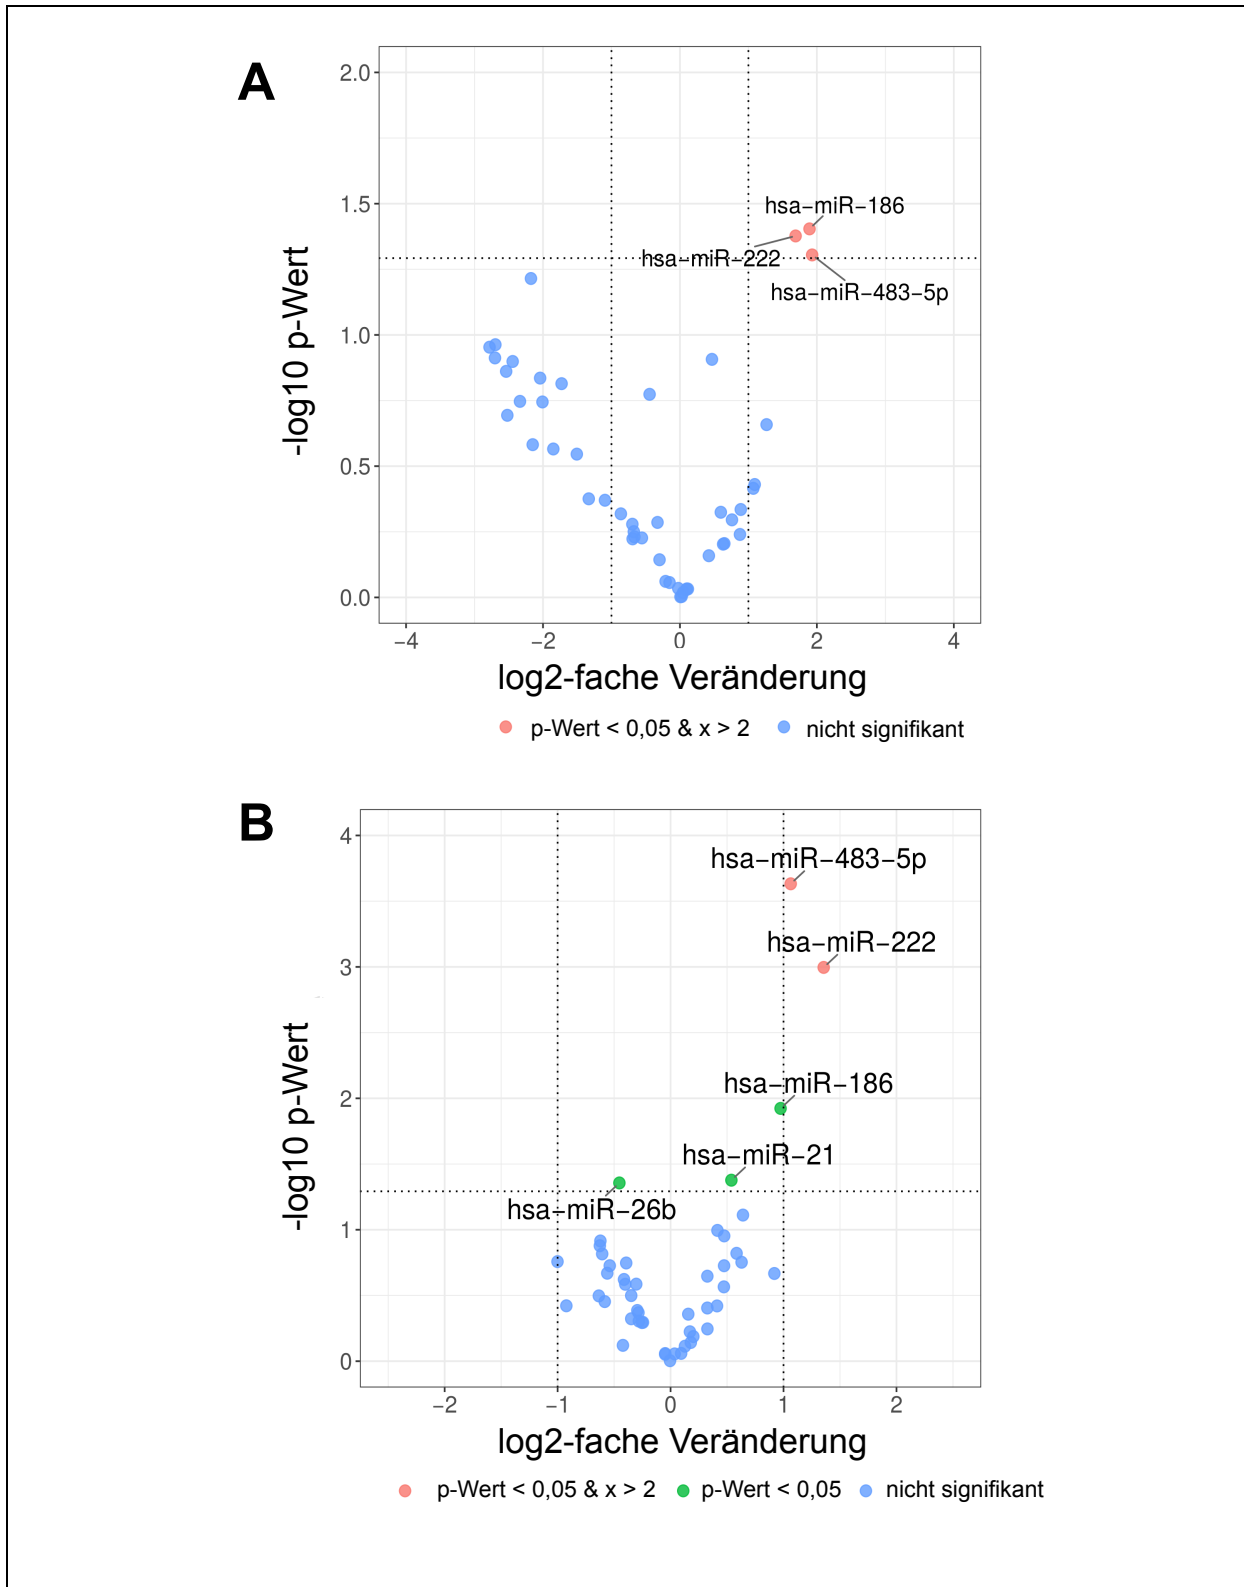 A
2.0
1.5
1.0
0.5
0.0
-log10 p-Wert
hsa−miR−186
hsa−miR−222
hsa−miR−483−5p
−4 −2 0 2 4
log2-fache Veränderung
p-Wert < 0,05 & x > 2 nicht signifikant
B
4
3
2
1
0
-log10 p-Wert
hsa−miR−483−5p
hsa−miR−222
hsa−miR−186
hsa−miR−21
hsa−miR−26b
−2 −1 0 1 2
log2-fache Veränderung
p-Wert < 0,05 & x > 2 p-Wert < 0,05 nicht signifikant